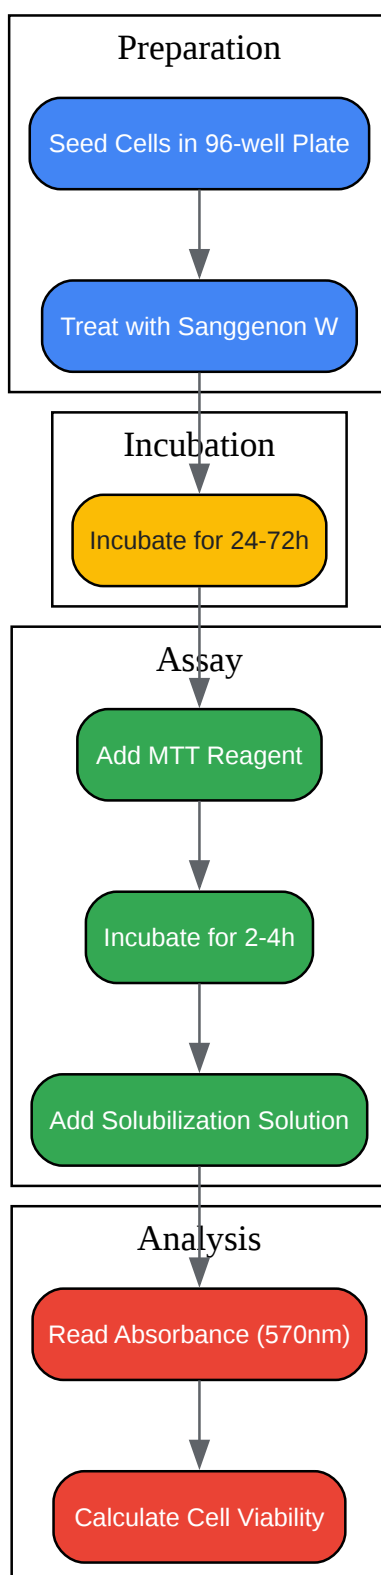 Preparation
Seed Cells in 96-well Plate
Treat with Sanggenon W
Incubation
Incubate for 24-72h
Assay
Add MTT Reagent
Incubate for 2-4h
Add Solubilization Solution
Analysis
Read Absorbance (570nm)
Calculate Cell Viability